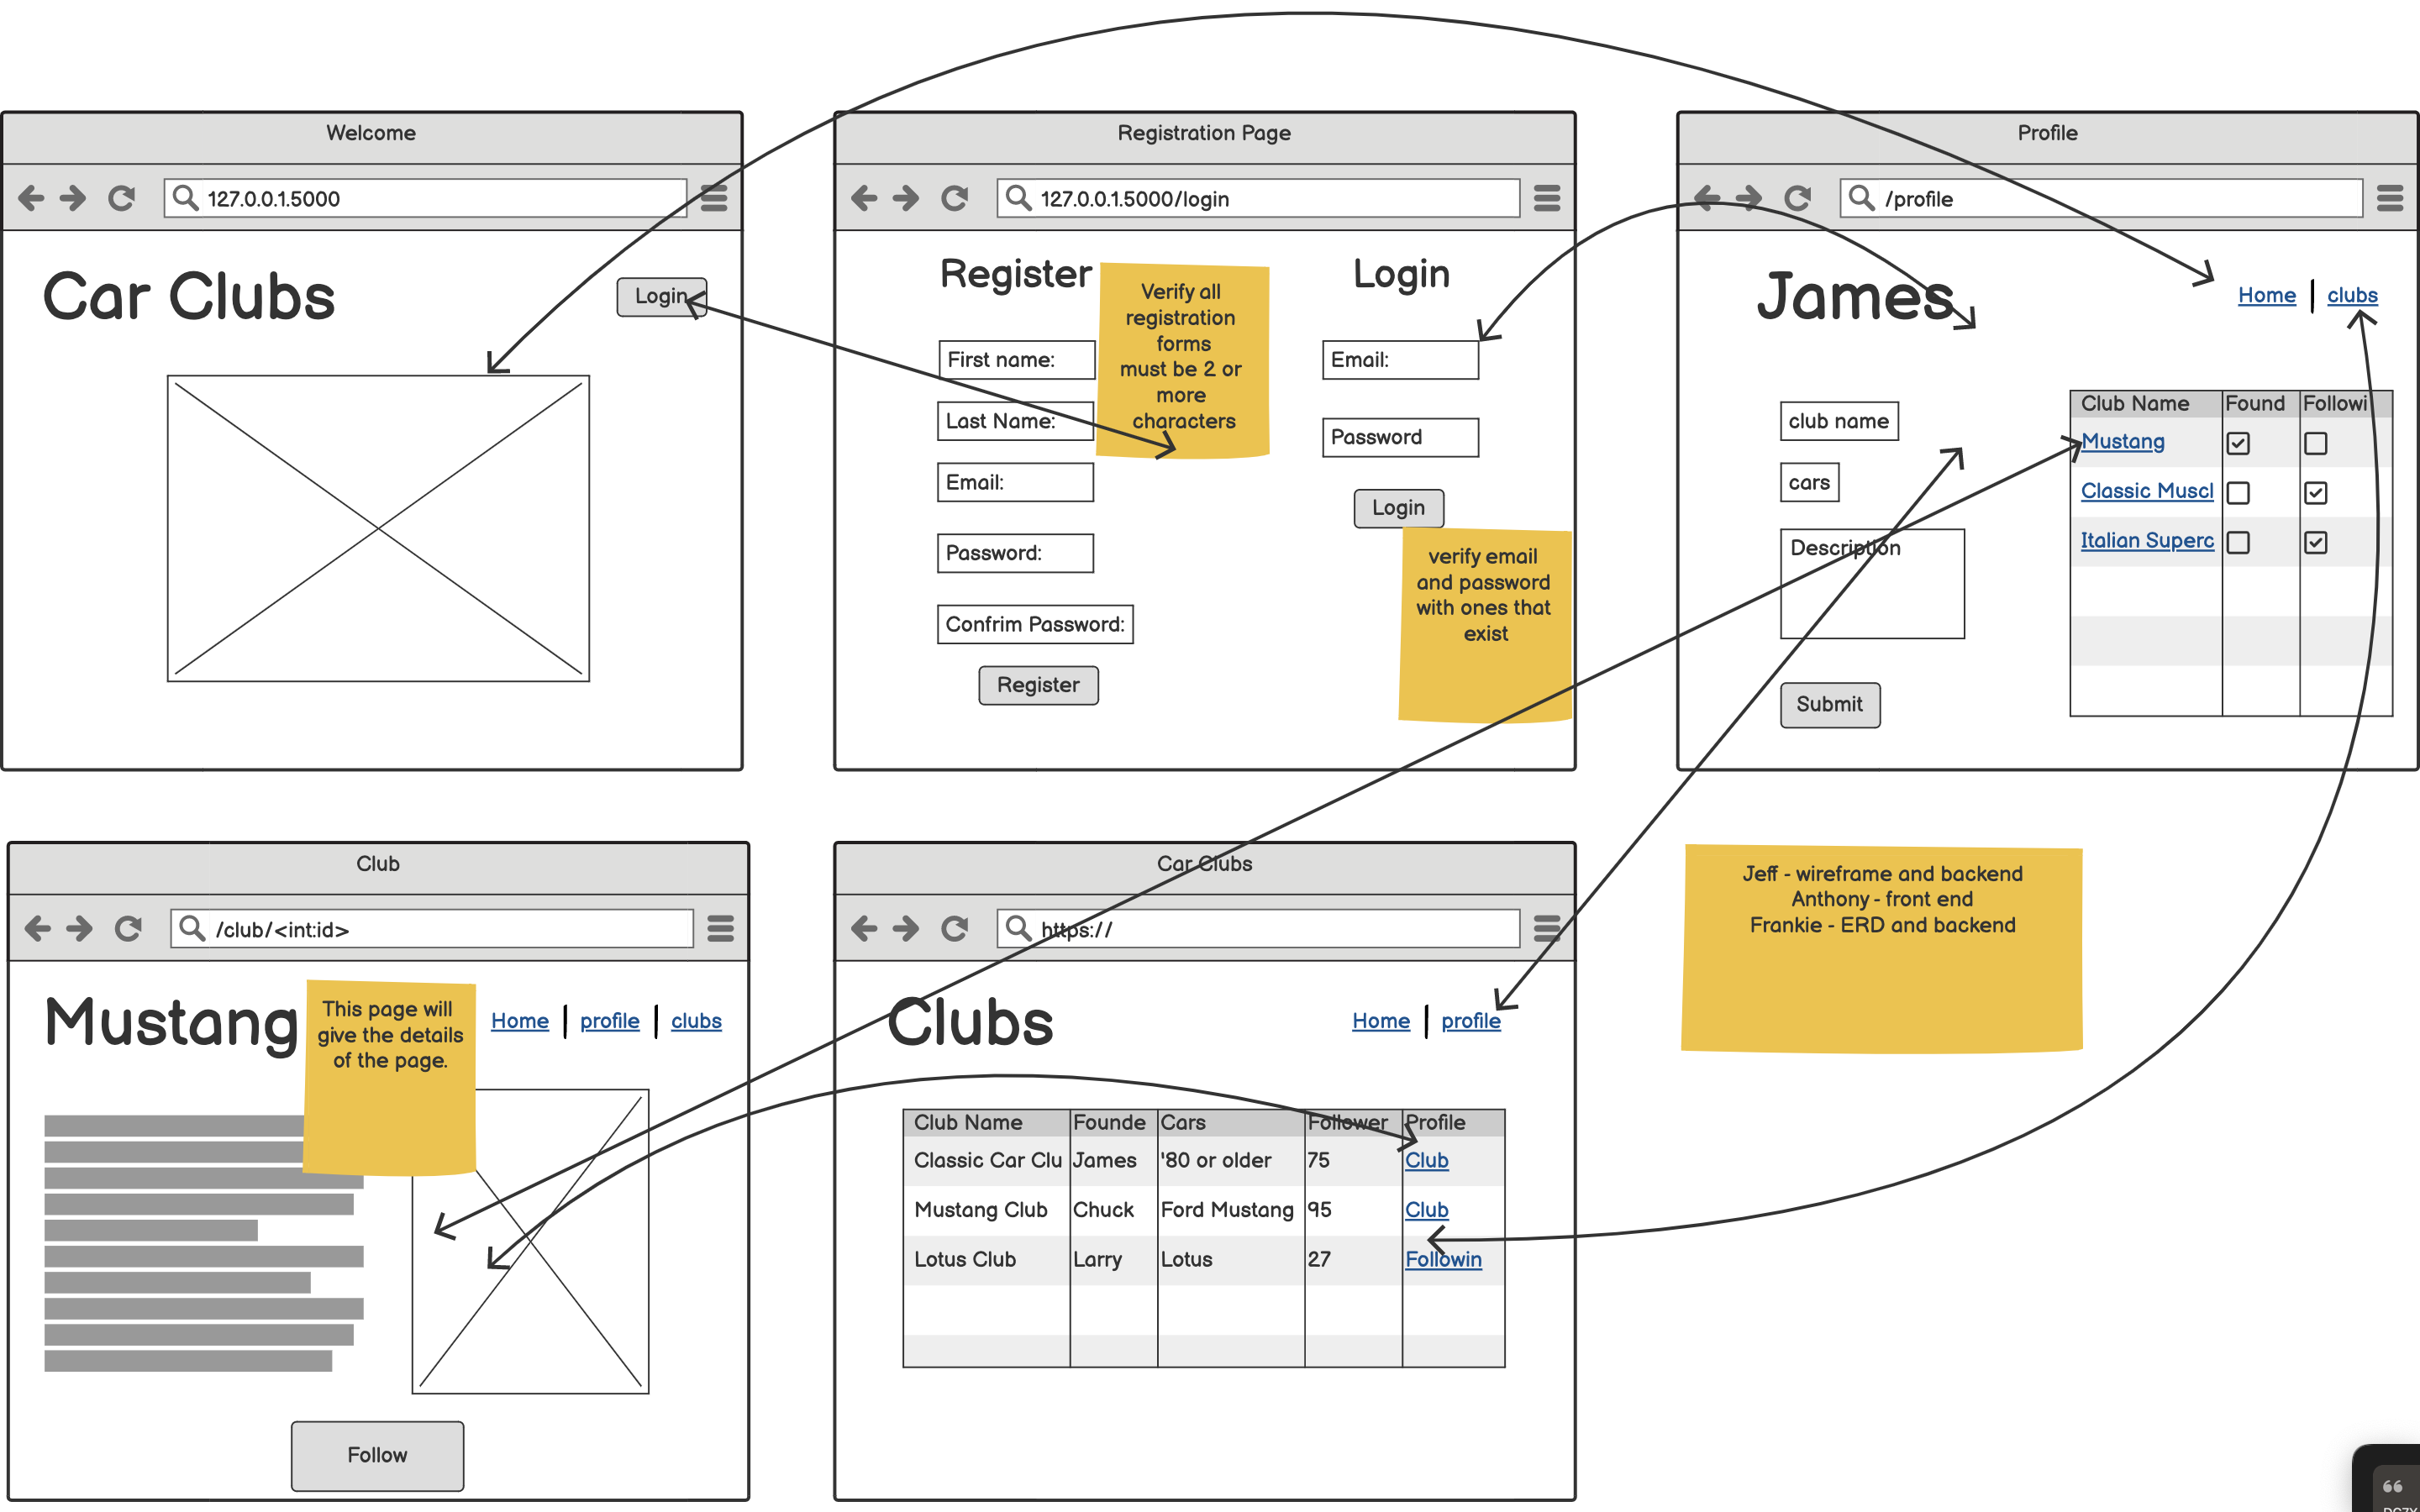 Welcome
127.0.0.1.5000
Car Clubs
Login
Registration Page
127.0.0.1.5000/login
Register
Verify all
registration
forms
must be 2 or
more
characters
First name:
Last Name:
Email:
Password:
Confrim Password:
Register
Login
Email:
Password
Login
verify email
and password
with ones that
exist
Profile
/profile
James
Home | clubs
club name
cars
Description
Submit
Club Name Found Followi
Mustang
Classic Muscl
Italian Superc
Club
/club/<int:id>
Mustang
This page will
give the details
of the page.
Home | profile | clubs
Follow
Car Clubs
https://
Clubs
Home | profile
Club Name Founde Cars Follower Profile
Classic Car Clu James '80 or older 75 Club
Mustang Club Chuck Ford Mustang 95 Club
Lotus Club Larry Lotus 27 Followin
Jeff - wireframe and backend
Anthony - front end
Frankie - ERD and backend